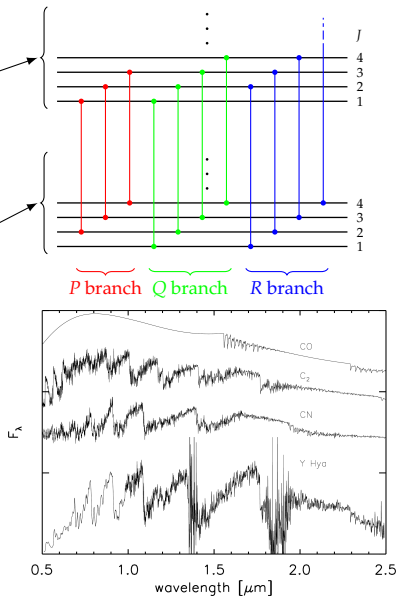 J
4
3
2
1
4
3
2
1
P branch Q branch R branch
CO
C₂
CN
Y Hya
F_λ
0.5 1.0 1.5 2.0 2.5
wavelength [μm]